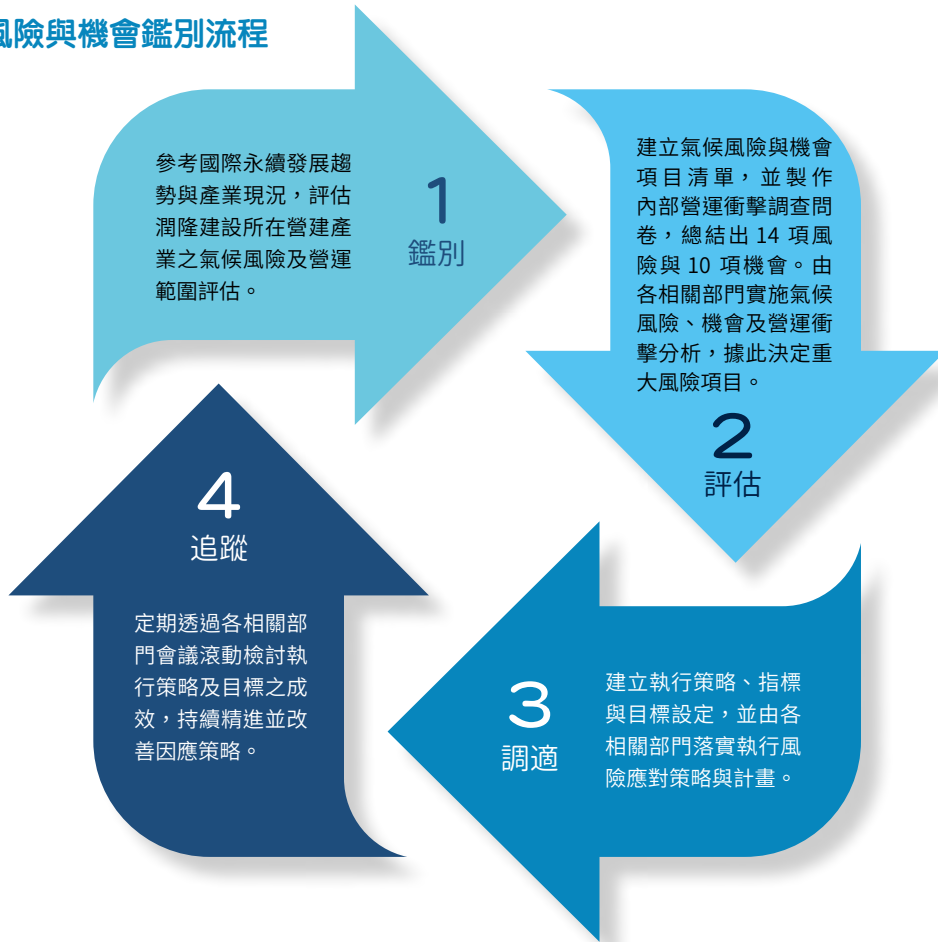 風險與機會鑑別流程
參考國際永續發展趨
勢與產業現況，評估
潤隆建設所在營建產
業之氣候風險及營運
範圍評估。
1
鑑別
建立氣候風險與機會
項目清單，並製作
內部營運衝擊調查問
卷，總結出 14 項風
險與 10 項機會。由
各相關部門實施氣候
風險、機會及營運衝
擊分析，據此決定重
大風險項目。
2
評估
3
調適
建立執行策略、指標
與目標設定，並由各
相關部門落實執行風
險應對策略與計畫。
4
追蹤
定期透過各相關部
門會議滾動檢討執
行策略及目標之成
效，持續精進並改
善因應策略。